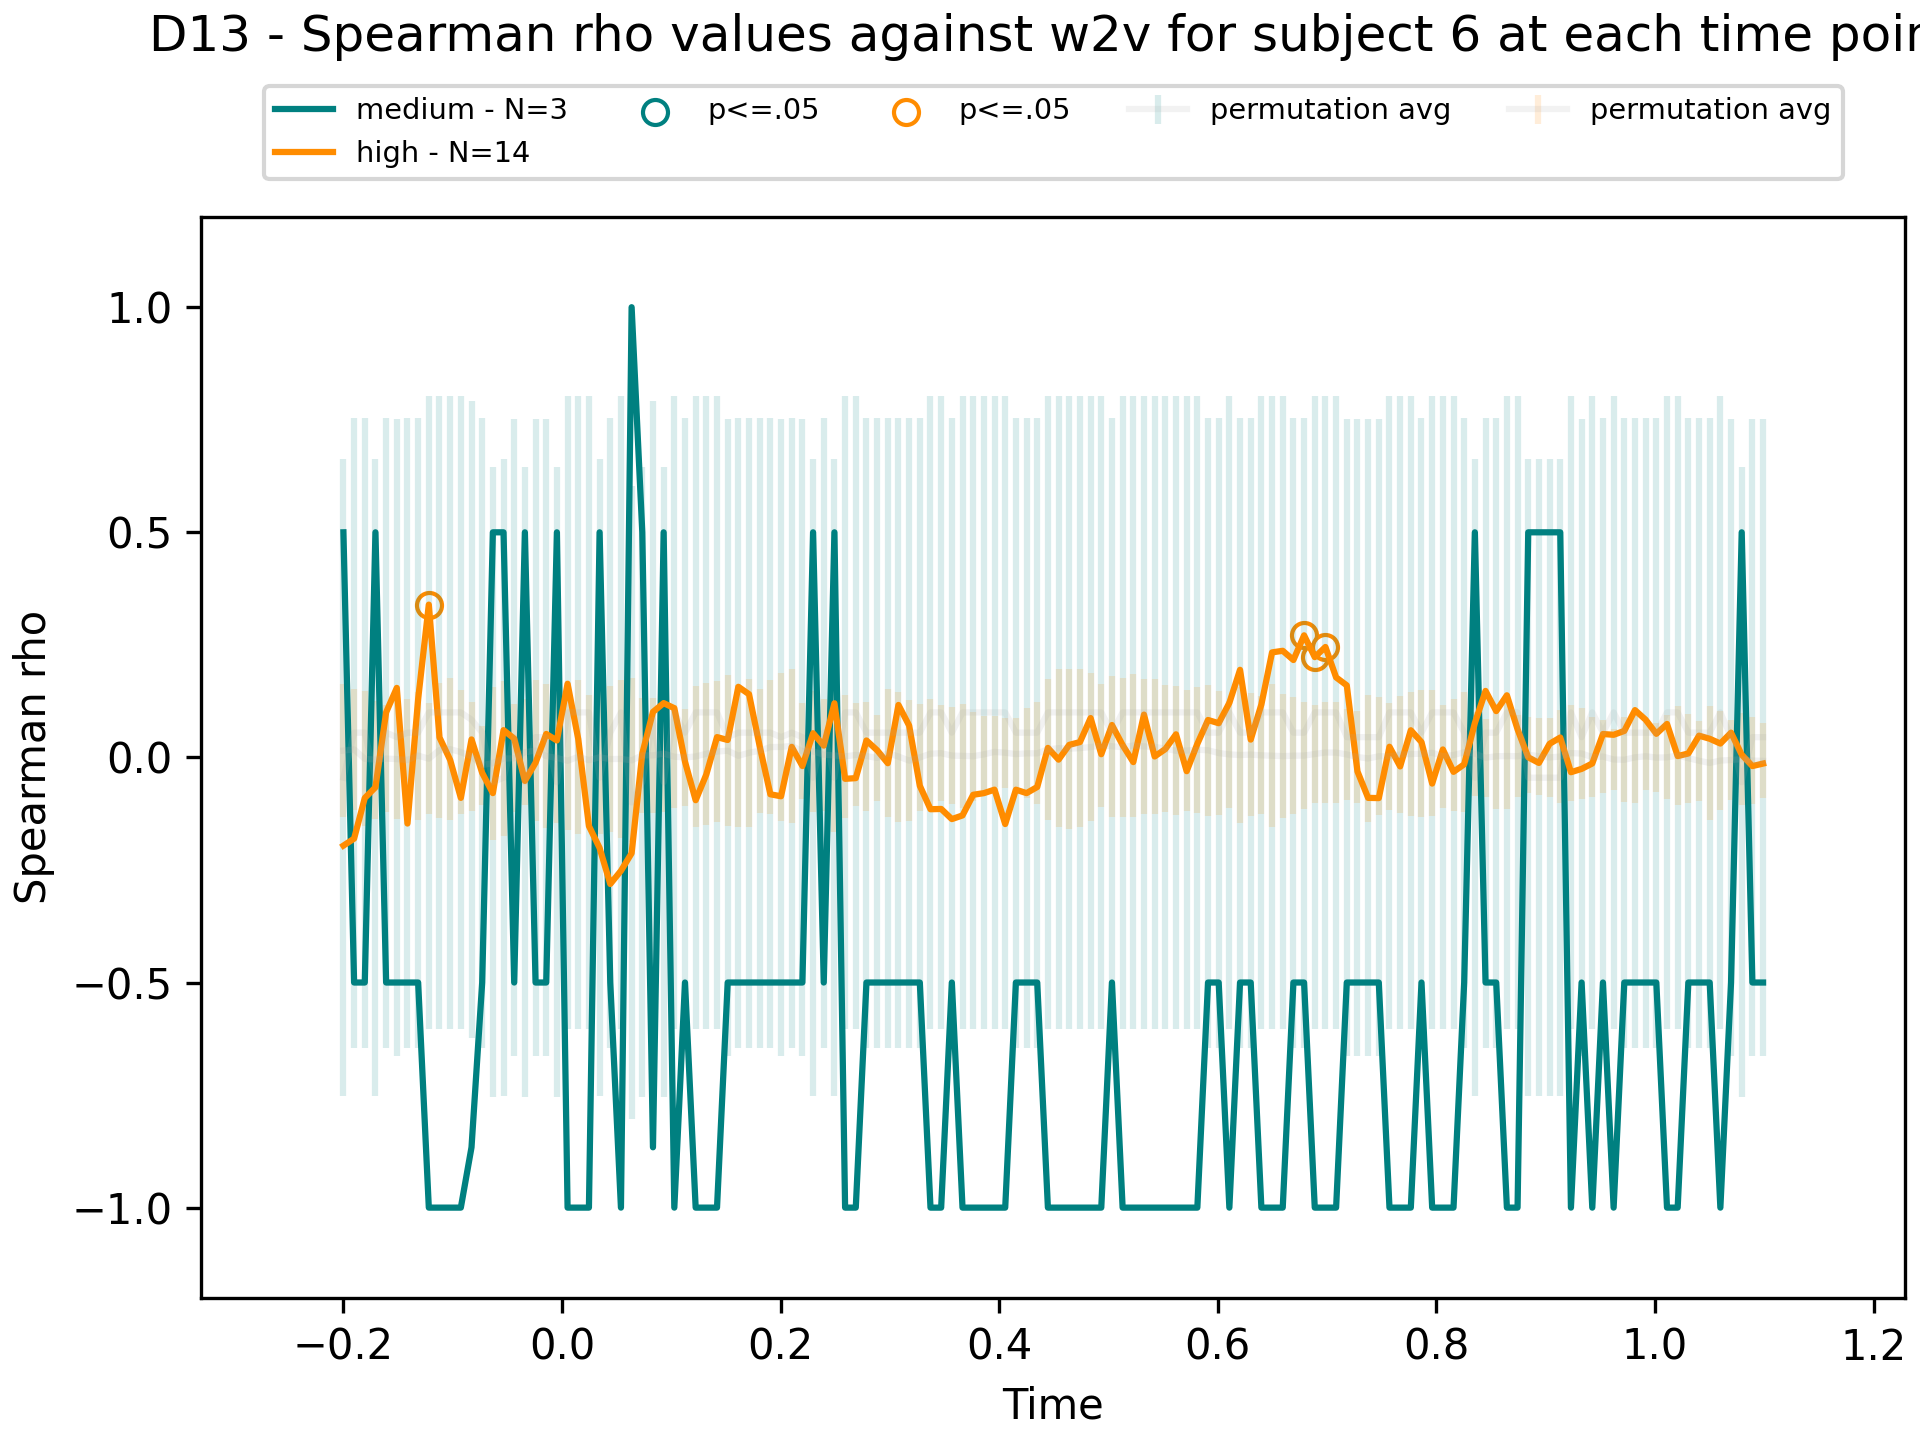 D13 - Spearman rho values against w2v for subject 6 at each time poin
medium - N=3
high - N=14
p<=.05
p<=.05
permutation avg
permutation avg
Spearman rho
1.0
0.5
0.0
−0.5
−1.0
−0.2 0.0 0.2 0.4 0.6 0.8 1.0 1.2
Time